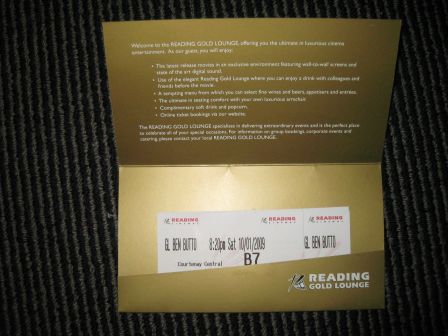 Welcome to the READING GOLD LOUNGE offering you the ultimate in luxurious cinema
entertainment. As our guest, you will enjoy:
• The latest release movies in an exclusive environment featuring wall-to-wall screens and
state of the art digital sound.
• Use of the elegant Reading Gold Lounge where you can enjoy a drink with colleagues and
friends before the movie.
• A tempting menu from which you can select fine wines and beers, appetisers and entrées.
• The ultimate in seating comfort with your own luxurious armchair
• Complimentary soft drink and popcorn.
• Online ticket bookings via our website.
The READING GOLD LOUNGE specialises in delivering extraordinary events and is the perfect place
to celebrate all of your special occasions. For information on group bookings, corporate events and
catering please contact your local READING GOLD LOUNGE.
READING CINEMAS READING CINEMAS READING CINEMAS
GL BEN BUTTO 8:20pm Sat 10/01/2009 GL BEN BUTTO
Courtenay Central B7
READING
GOLD LOUNGE